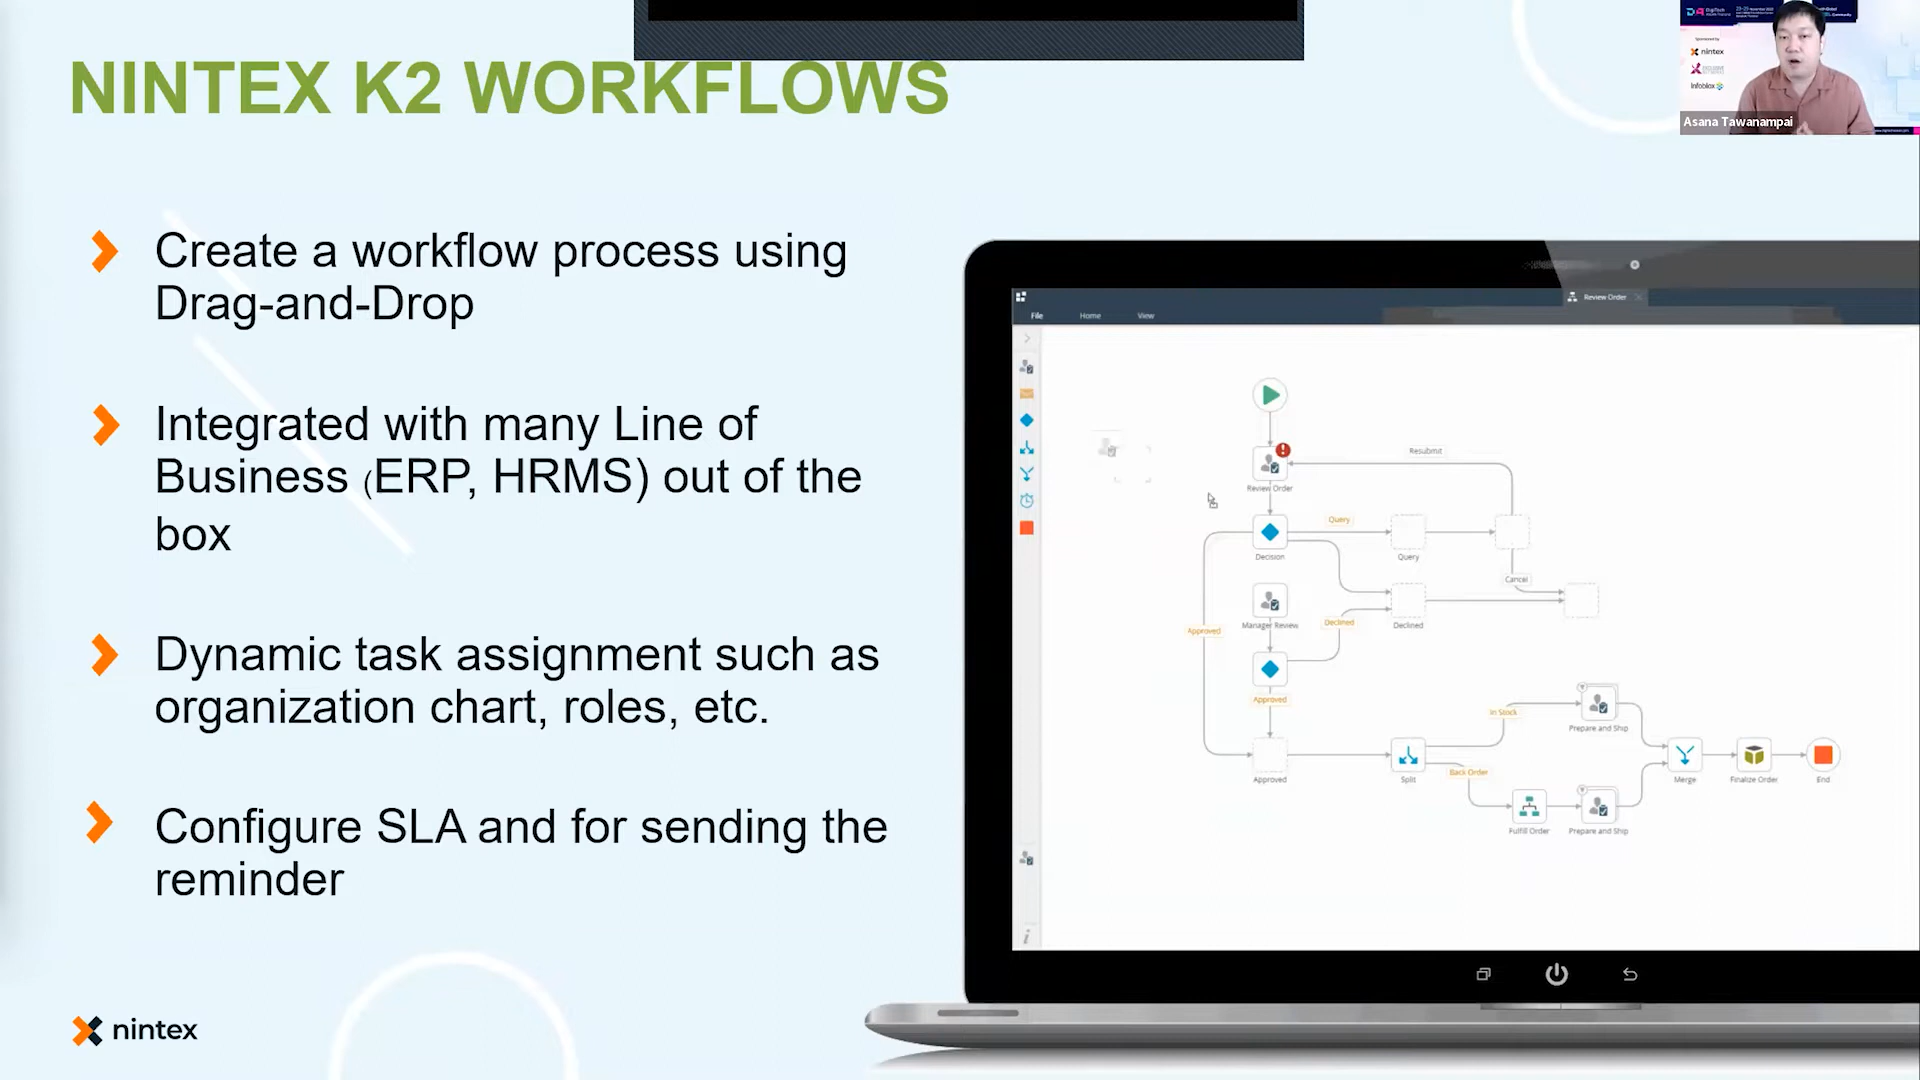 NINTEX K2 WORKFLOWS
Create a workflow process using
Drag-and-Drop
Integrated with many Line of
Business (ERP, HRMS) out of the
box
Dynamic task assignment such as
organization chart, roles, etc.
Configure SLA and for sending the
reminder
nintex
Review Order
File Home View
Resubmit
Review Order
Query
Decision
Query
Cancel
Manager Review
Declined
Declined
Approved
Approved
In Stock
Prepare and Ship
Approved
Split
Back Order
Merge
Finalize Order
End
Fulfill Order
Prepare and Ship
nintex
infoblox
Asana Tawanampai